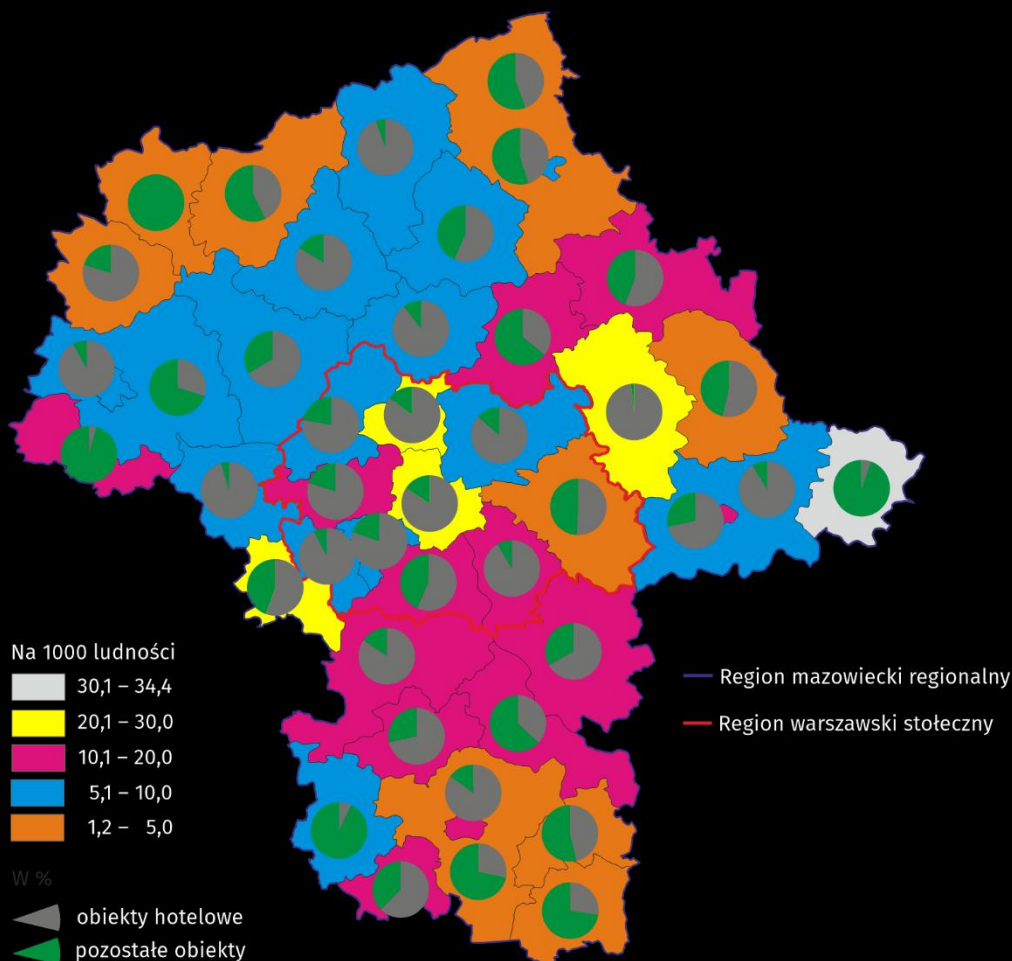 Na 1000 ludności
30,1 – 34,4
20,1 – 30,0
10,1 – 20,0
5,1 – 10,0
1,2 – 5,0
W %
obiekty hotelowe
pozostałe obiekty
Region mazowiecki regionalny
Region warszawski stołeczny